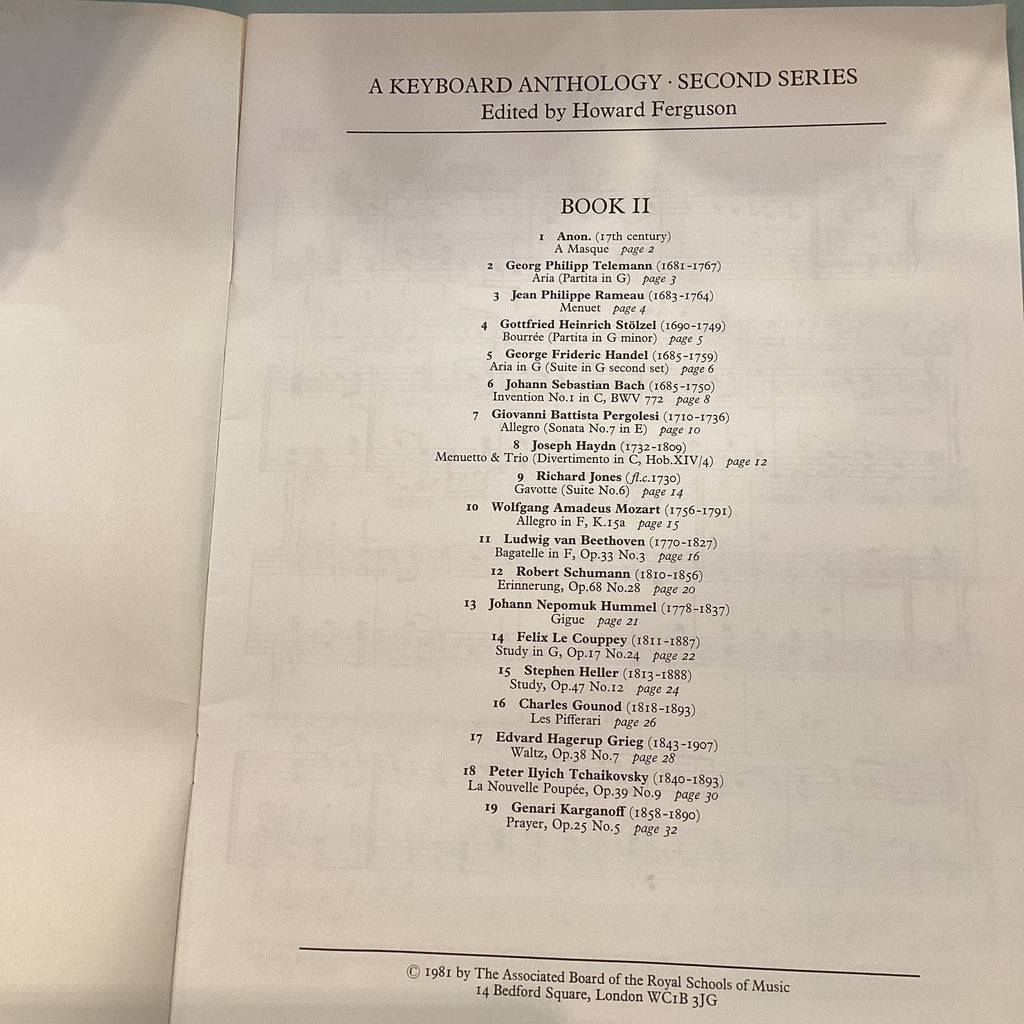 A KEYBOARD ANTHOLOGY · SECOND SERIES
Edited by Howard Ferguson
BOOK II
1 Anon. (17th century)
A Masque page 2
2 Georg Philipp Telemann (1681-1767)
Aria (Partita in G) page 3
3 Jean Philippe Rameau (1683-1764)
Menuet page 4
4 Gottfried Heinrich Stölzel (1690-1749)
Bourrée (Partita in G minor) page 5
5 George Frideric Handel (1685-1759)
Aria in G (Suite in G second set) page 6
6 Johann Sebastian Bach (1685-1750)
Invention No.1 in C, BWV 772 page 8
7 Giovanni Battista Pergolesi (1710-1736)
Allegro (Sonata No.7 in E) page 10
8 Joseph Haydn (1732-1809)
Menuetto & Trio (Divertimento in C, Hob.XIV/4) page 12
9 Richard Jones (fl.c.1730)
Gavotte (Suite No.6) page 14
10 Wolfgang Amadeus Mozart (1756-1791)
Allegro in F, K.15a page 15
11 Ludwig van Beethoven (1770-1827)
Bagatelle in F, Op.33 No.3 page 16
12 Robert Schumann (1810-1856)
Erinnerung, Op.68 No.28 page 20
13 Johann Nepomuk Hummel (1778-1837)
Gigue page 21
14 Felix Le Couppey (1811-1887)
Study in G, Op.17 No.24 page 22
15 Stephen Heller (1813-1888)
Study, Op.47 No.12 page 24
16 Charles Gounod (1818-1893)
Les Pifferari page 26
17 Edvard Hagerup Grieg (1843-1907)
Waltz, Op.38 No.7 page 28
18 Peter Ilyich Tchaikovsky (1840-1893)
La Nouvelle Poupée, Op.39 No.9 page 30
19 Genari Karganoff (1858-1890)
Prayer, Op.25 No.5 page 32
© 1981 by The Associated Board of the Royal Schools of Music
14 Bedford Square, London WC1B 3JG